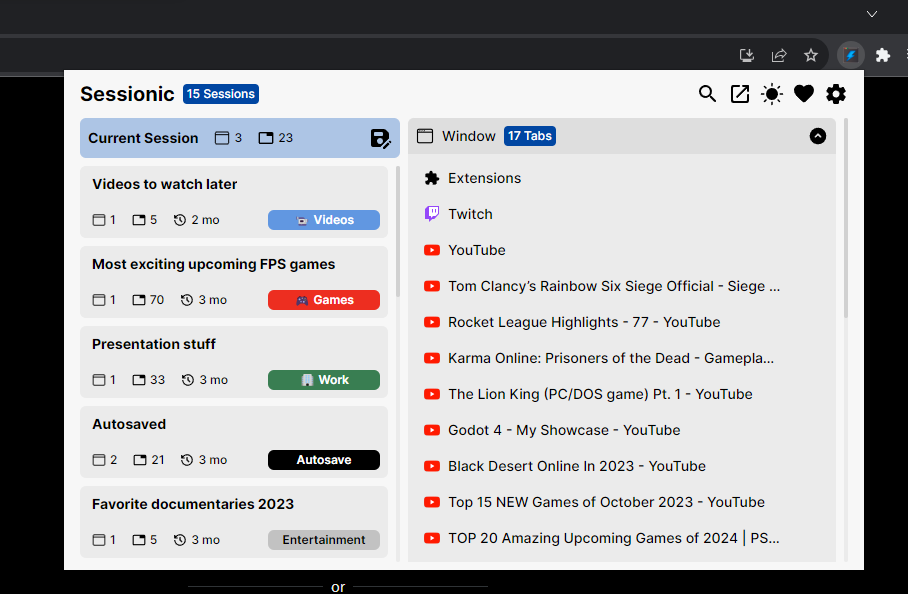 Sessionic 15 Sessions
Current Session 3 23
Videos to watch later
1 5 2 mo Videos
Most exciting upcoming FPS games
1 70 3 mo Games
Presentation stuff
1 33 3 mo Work
Autosaved
2 21 3 mo Autosave
Favorite documentaries 2023
1 5 3 mo Entertainment
Window 17 Tabs
Extensions
Twitch
YouTube
Tom Clancy’s Rainbow Six Siege Official - Siege ...
Rocket League Highlights - 77 - YouTube
Karma Online: Prisoners of the Dead - Gamepla...
The Lion King (PC/DOS game) Pt. 1 - YouTube
Godot 4 - My Showcase - YouTube
Black Desert Online In 2023 - YouTube
Top 15 NEW Games of October 2023 - YouTube
TOP 20 Amazing Upcoming Games of 2024 | PS...
or